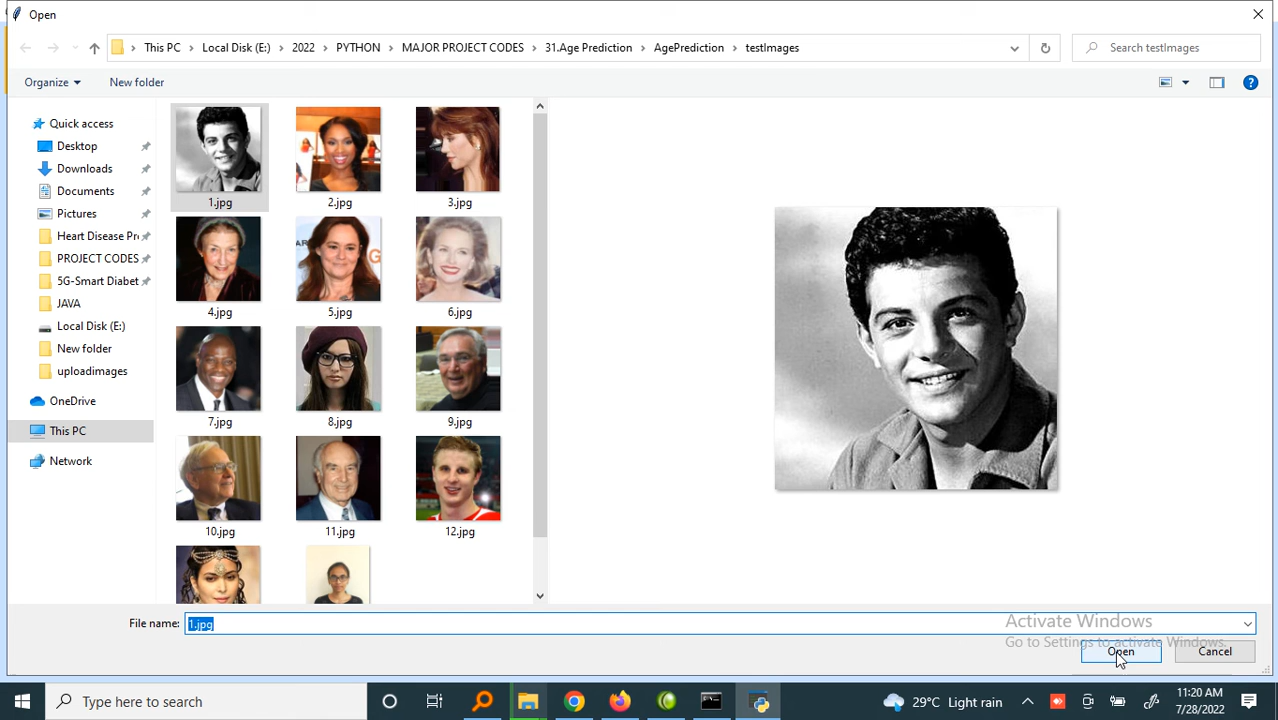 Open
This PC > Local Disk (E:) > 2022 > PYTHON > MAJOR PROJECT CODES > 31.Age Prediction > AgePrediction > testImages
Search testImages
Organize New folder
Quick access
Desktop
Downloads
Documents
Pictures
Heart Disease Pr
PROJECT CODES
5G-Smart Diabet
JAVA
Local Disk (E:)
New folder
uploadimages
OneDrive
This PC
Network
1.jpg 2.jpg 3.jpg
4.jpg 5.jpg 6.jpg
7.jpg 8.jpg 9.jpg
10.jpg 11.jpg 12.jpg
File name: 1.jpg
Activate Windows
Go to Settings to activate Windows.
Open Cancel
Type here to search
29°C Light rain
11:20 AM
7/28/2022